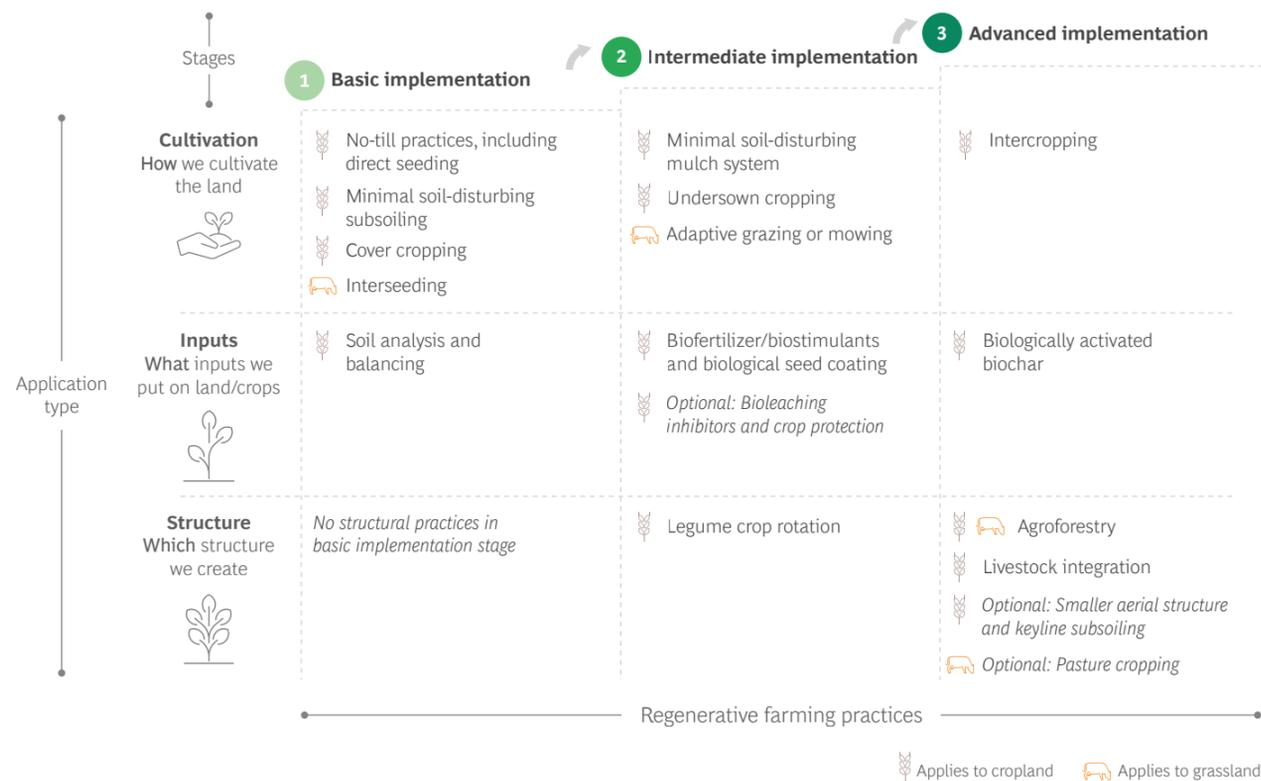 Stages
1 Basic implementation
2 Intermediate implementation
3 Advanced implementation
Application
type
Cultivation
How we cultivate
the land
No-till practices, including
direct seeding
Minimal soil-disturbing
subsoiling
Cover cropping
Interseeding
Minimal soil-disturbing
mulch system
Undersown cropping
Adaptive grazing or mowing
Intercropping
Inputs
What inputs we
put on land/crops
Soil analysis and
balancing
Biofertilizer/biostimulants
and biological seed coating
Optional: Bioleaching
inhibitors and crop protection
Biologically activated
biochar
Structure
Which structure
we create
No structural practices in
basic implementation stage
Legume crop rotation
Agroforestry
Livestock integration
Optional: Smaller aerial structure
and keyline subsoiling
Optional: Pasture cropping
Regenerative farming practices
Applies to cropland
Applies to grassland